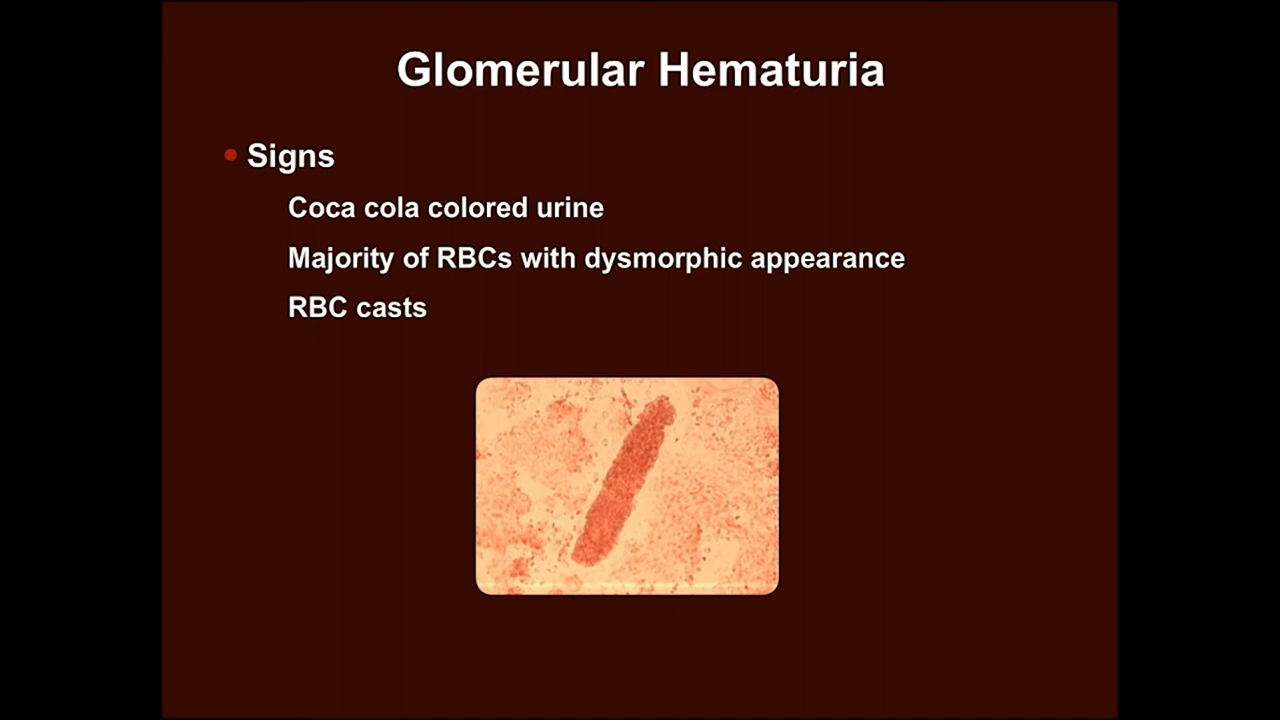 Glomerular Hematuria
Signs
Coca cola colored urine
Majority of RBCs with dysmorphic appearance
RBC casts